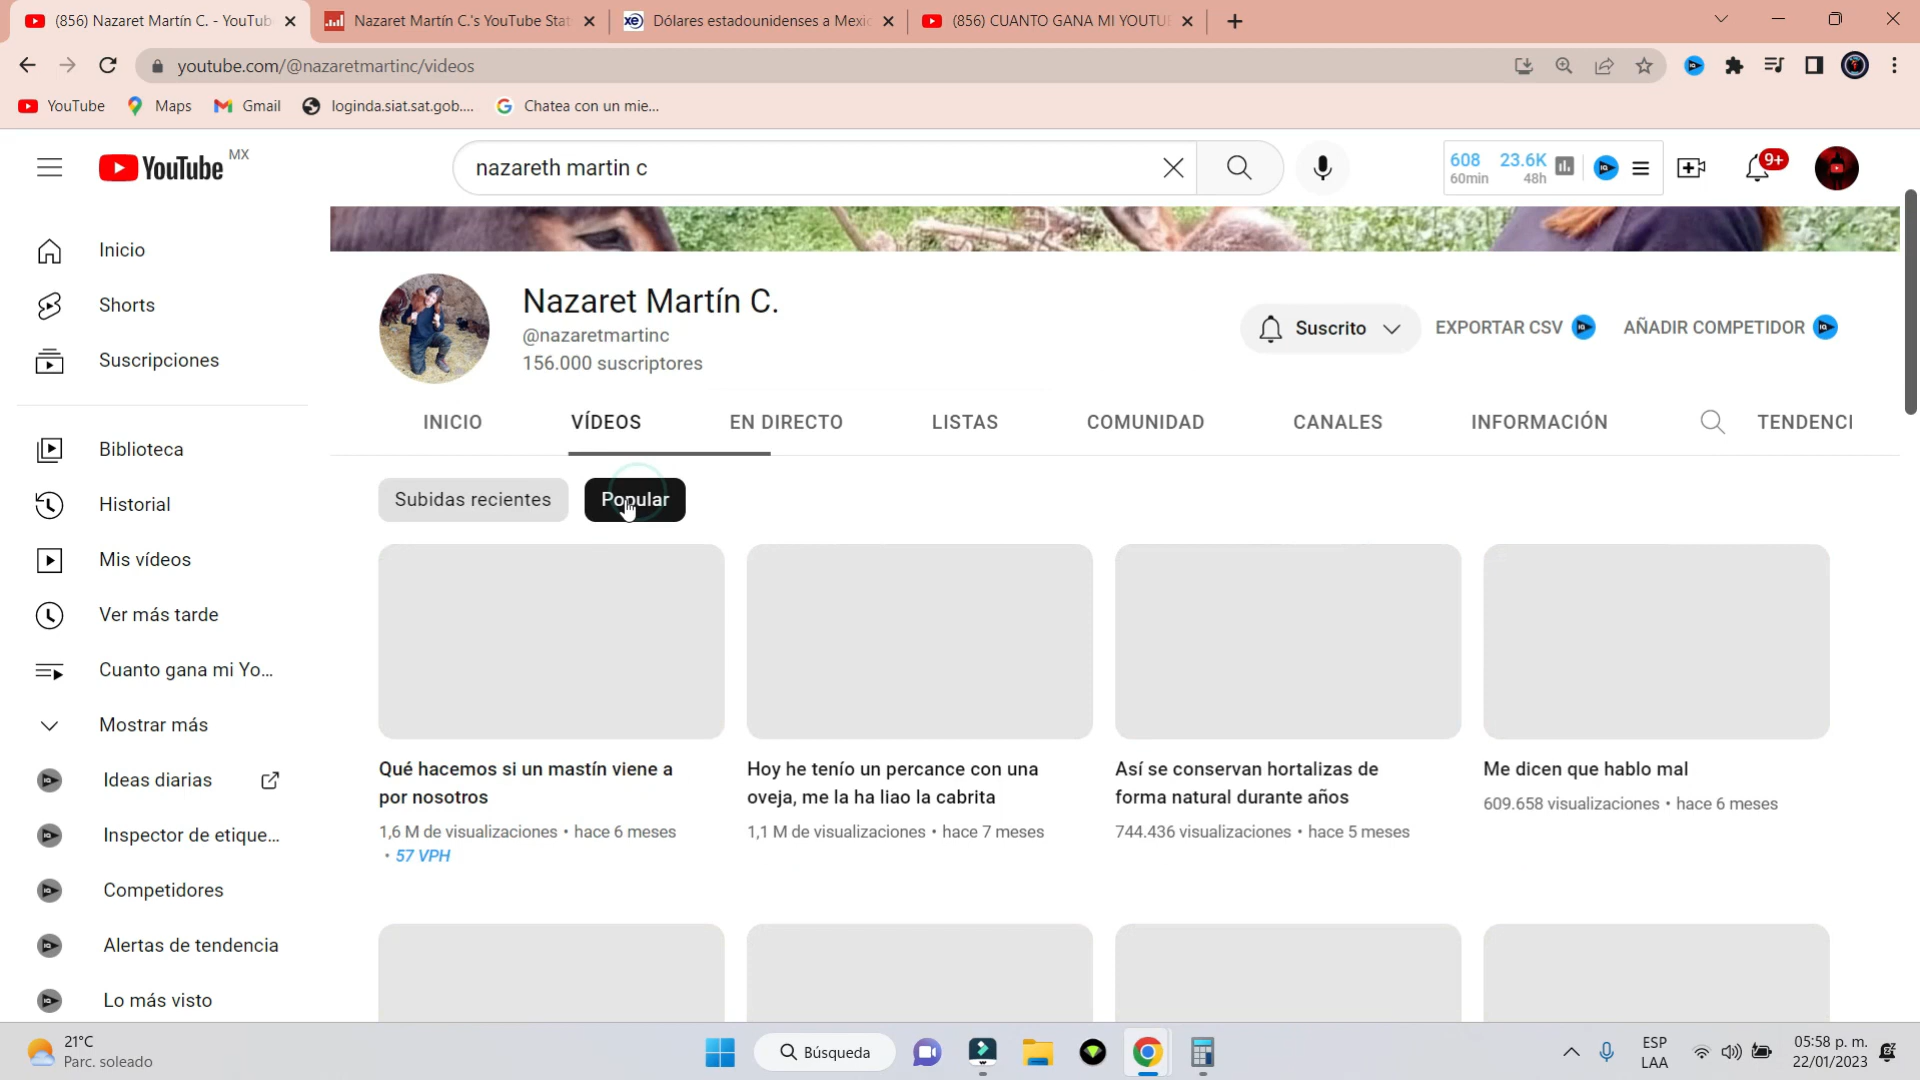 (856) Nazaret Martín C. - YouTub
Nazaret Martín C.'s YouTube Stat
Dólares estadounidenses a Mexic
(856) CUANTO GANA MI YOUTU
youtube.com/@nazaretmartinc/videos
YouTube
Maps
Gmail
loginda.siat.sat.gob....
Chatea con un mie...
YouTube MX
nazareth martin c
608 23.6K
60min 48h
9+
Inicio
Shorts
Suscripciones
Biblioteca
Historial
Mis vídeos
Ver más tarde
Cuanto gana mi Yo...
Mostrar más
Ideas diarias
Inspector de etique...
Competidores
Alertas de tendencia
Lo más visto
Nazaret Martín C.
@nazaretmartinc
156.000 suscriptores
Suscrito
EXPORTAR CSV
AÑADIR COMPETIDOR
INICIO VÍDEOS EN DIRECTO LISTAS COMUNIDAD CANALES INFORMACIÓN TENDENCI
Subidas recientes Popular
Qué hacemos si un mastín viene a
por nosotros
1,6 M de visualizaciones • hace 6 meses
• 57 VPH
Hoy he tenío un percance con una
oveja, me la ha liao la cabrita
1,1 M de visualizaciones • hace 7 meses
Así se conservan hortalizas de
forma natural durante años
744.436 visualizaciones • hace 5 meses
Me dicen que hablo mal
609.658 visualizaciones • hace 6 meses
21°C
Parc. soleado
Búsqueda
ESP
LAA
05:58 p. m.
22/01/2023